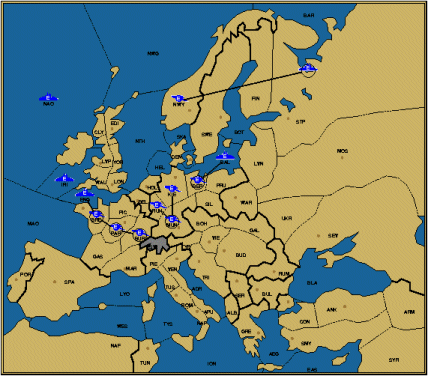 BAR
NWG
NAO
NWY
FIN
STP
EDI
CLY
SWE
NTH
SKA
BOT
MOS
LYP
YOR
DEN
HEL
BAL
LVN
IRI
WAL
LON
HOL
KIE
BER
PRU
ENG
BEL
RUH
WAR
SIL
MAO
PIC
UKR
BRE
PAR
MUN
BOH
GAL
BUR
VIE
SEV
GAS
BUD
PIE
VEN
TRI
RUM
MAR
POR
SPA
TUS
ADR
BLA
LYO
SER
BUL
ROM
ARM
APU
ALB
CON
ANK
WES
TYS
NAP
GRE
SMY
NAF
AEG
SYR
TUN
ION
EAS